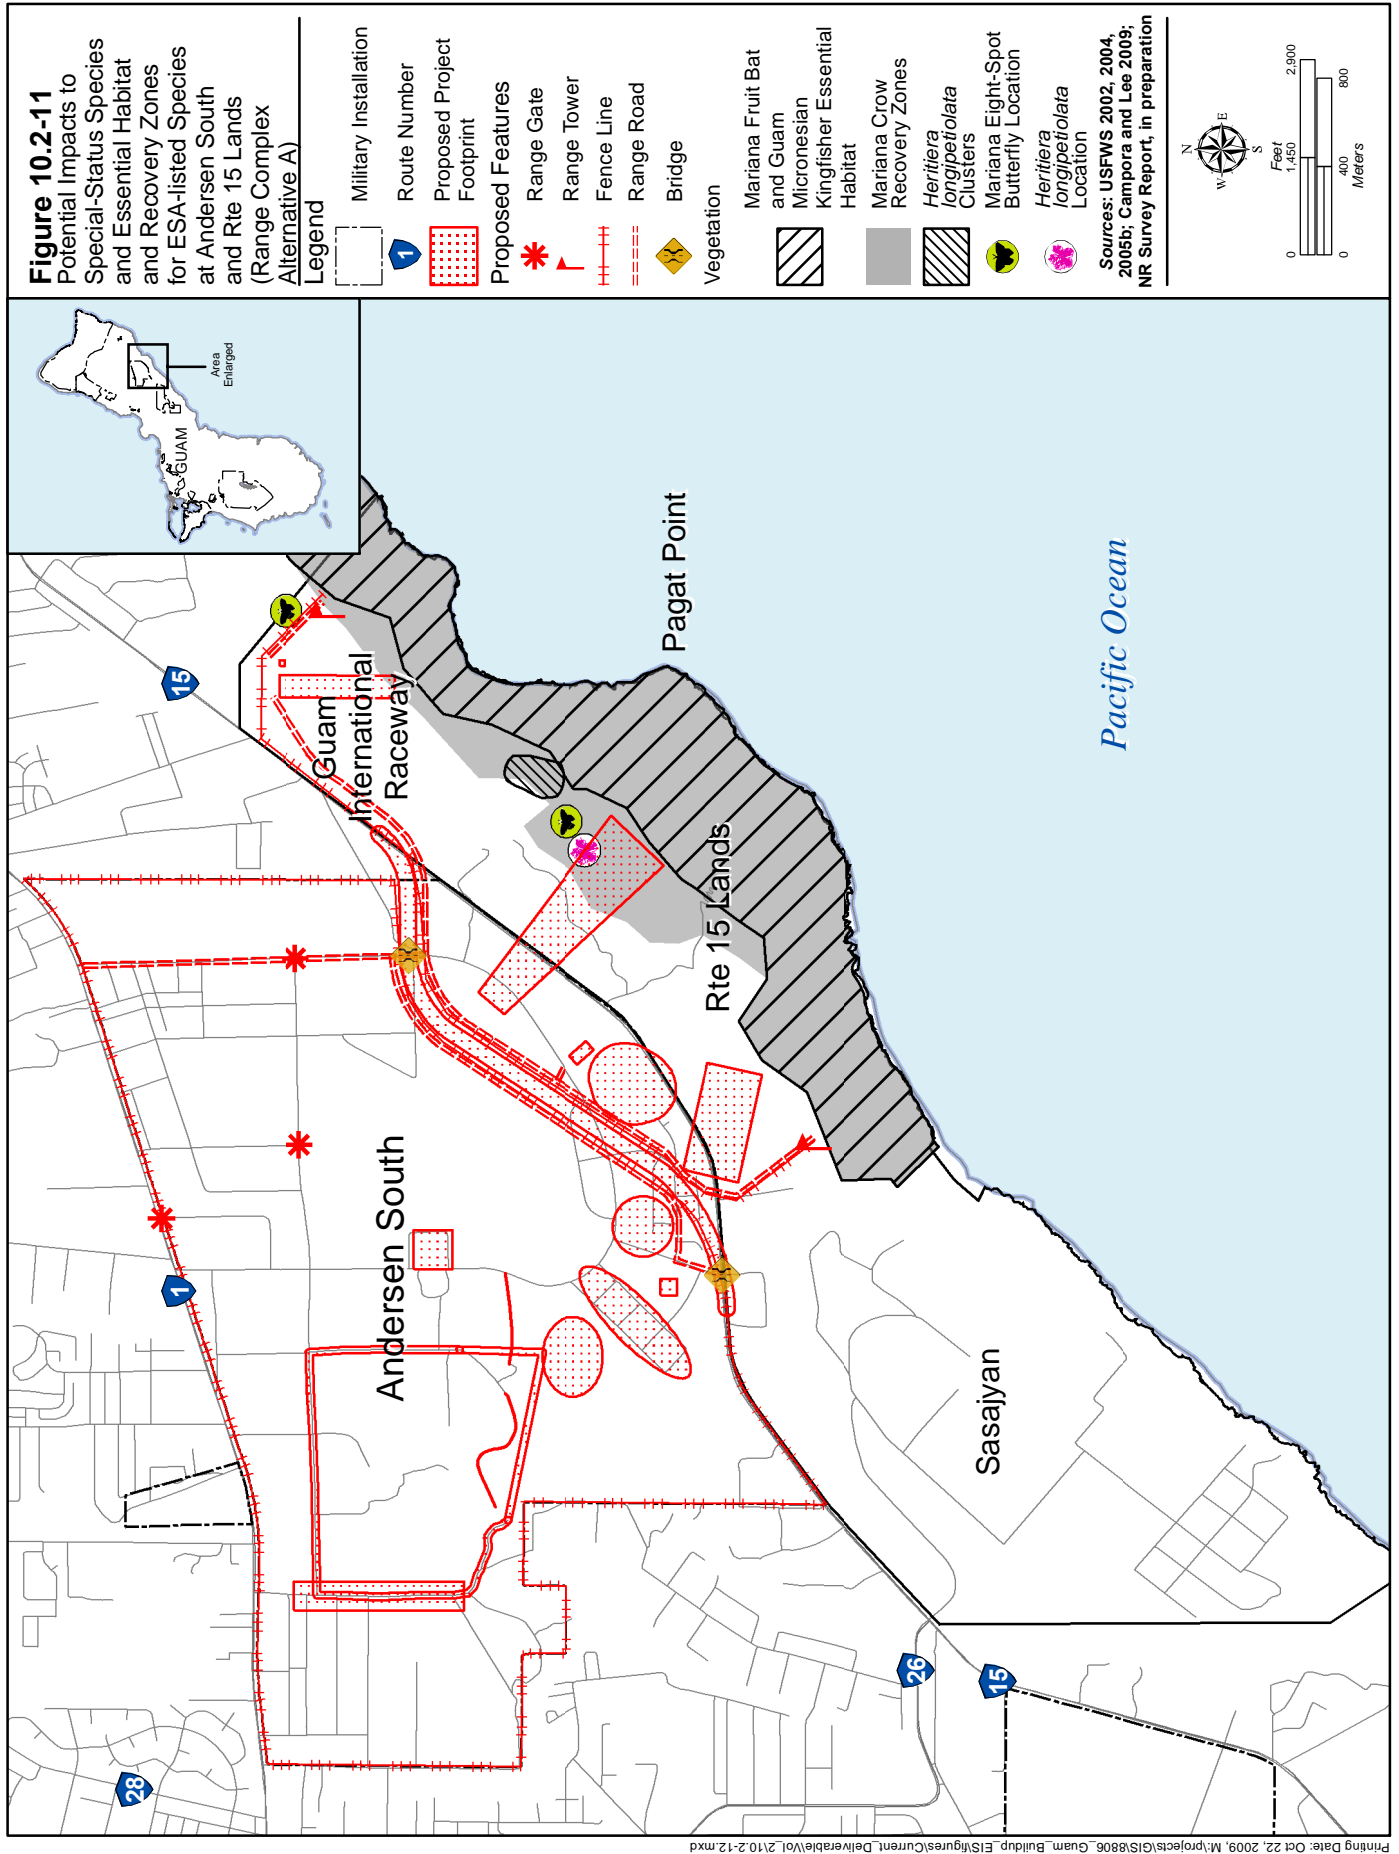 Figure 10.2-11
Potential Impacts to
Special-Status Species
and Essential Habitat
and Recovery Zones
for ESA-listed Species
at Andersen South
and Rte 15 Lands
(Range Complex
Alternative A)
Legend
Military Installation
1
Route Number
Proposed Project
Footprint
Proposed Features
Range Gate
Range Tower
Fence Line
Range Road
Bridge
Vegetation
Mariana Fruit Bat
and Guam
Micronesian
Kingfisher Essential
Habitat
Mariana Crow
Recovery Zones
Heritiera
longipetiolata
Clusters
Mariana Eight-Spot
Butterfly Location
Heritiera
longipetiolata
Location
Sources: USFWS 2002, 2004,
2005b; Campora and Lee 2009;
NR Survey Report, in preparation
N
W
E
S
Feet
0
1,450
2,900
0
400
800
Meters
GUAM
Area
Enlarged
28
1
15
Andersen South
Guam
International
Raceway
Pagat Point
Rte 15 Lands
Sasajyan
26
15
Pacific Ocean
Printing Date: Oct 22, 2009, M:\projects\GIS\8806_Guam_Buildup_EIS\figures\Current_Deliverable\Vol_2\10.2-12.mxd